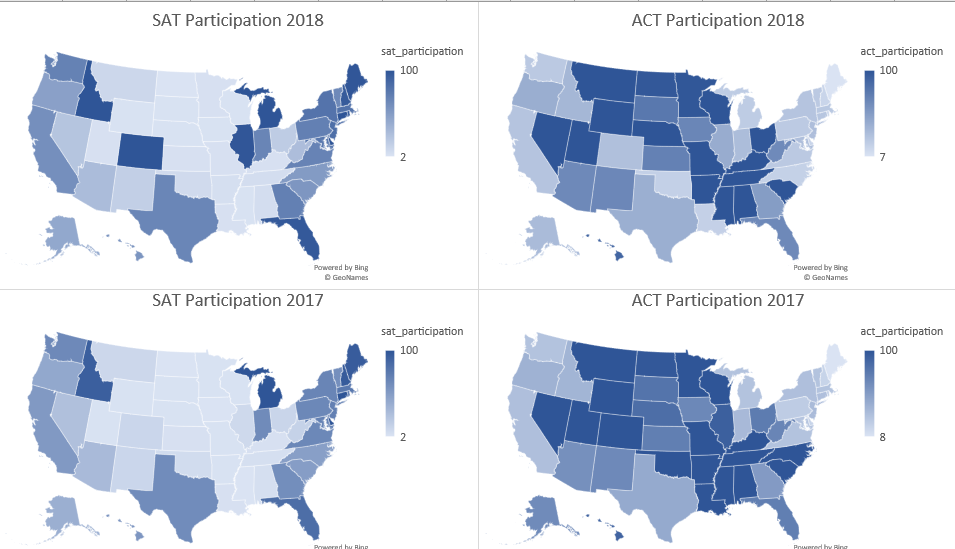 SAT Participation 2018
sat_participation
100
2
Powered by Bing
© GeoNames
ACT Participation 2018
act_participation
100
7
Powered by Bing
© GeoNames
SAT Participation 2017
sat_participation
100
2
Powered by Bing
ACT Participation 2017
act_participation
100
8
Powered by Bing